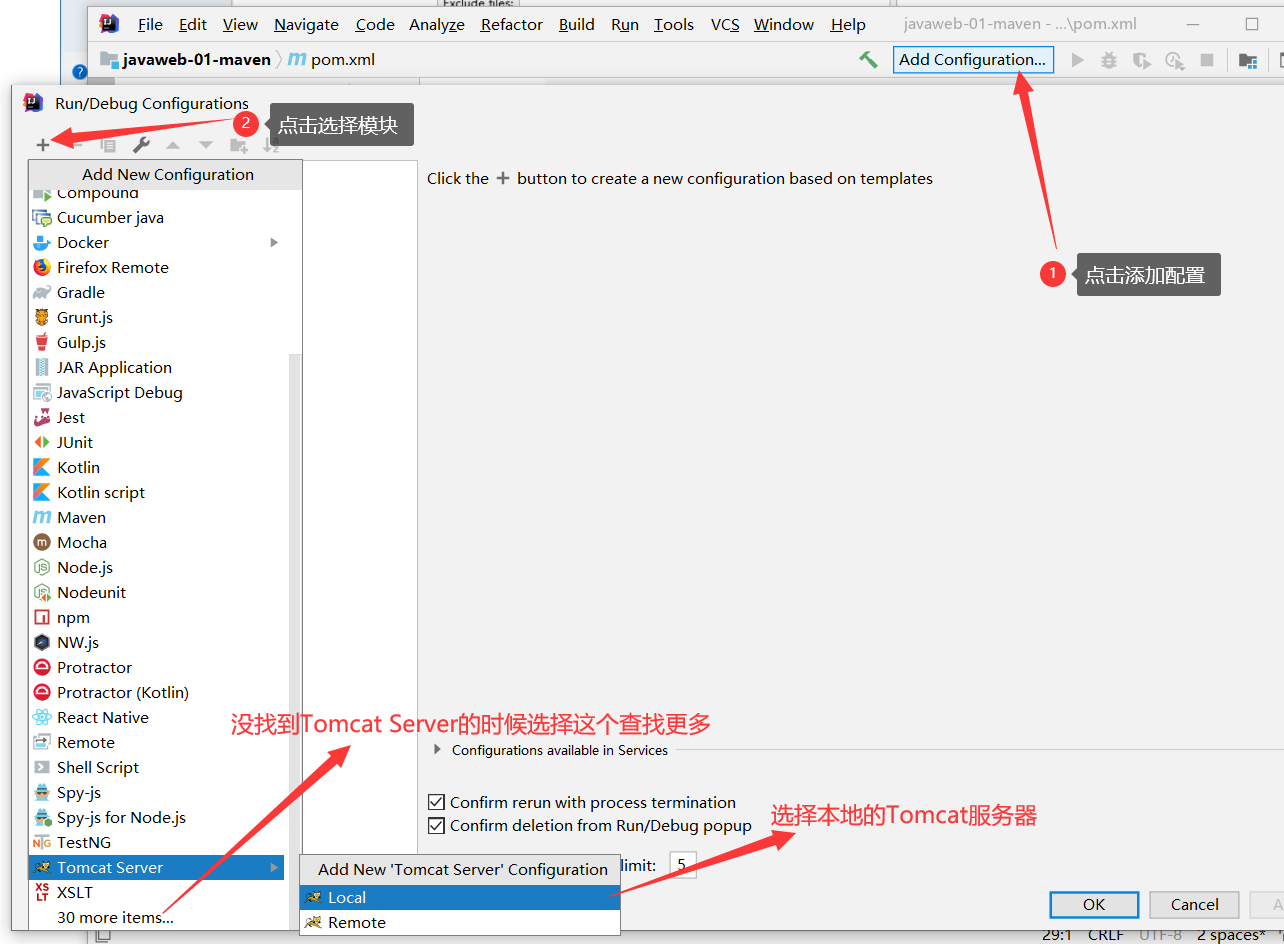 Exclude files:
File Edit View Navigate Code Analyze Refactor Build Run Tools VCS Window Help javaweb-01-maven - ...\pom.xml
javaweb-01-maven pom.xml Add Configuration...
Run/Debug Configurations
2 点击选择模块
Add New Configuration
Click the + button to create a new configuration based on templates
Compound
Cucumber java
Docker
Firefox Remote
1 点击添加配置
Gradle
Grunt.js
Gulp.js
JAR Application
JavaScript Debug
Jest
JUnit
Kotlin
Kotlin script
Maven
Mocha
Node.js
Nodeunit
npm
NW.js
Protractor
Protractor (Kotlin)
React Native
没找到Tomcat Server的时候选择这个查找更多
Remote
Configurations available in Services
Shell Script
Spy-js
Confirm rerun with process termination
Spy-js for Node.js
Confirm deletion from Run/Debug popup
选择本地的Tomcat服务器
TestNG
Tomcat Server
Add New 'Tomcat Server' Configuration
limit: 5
XSLT
Local
30 more items...
Remote
OK Cancel
29:1 CRLF UTF-8 2 spaces*